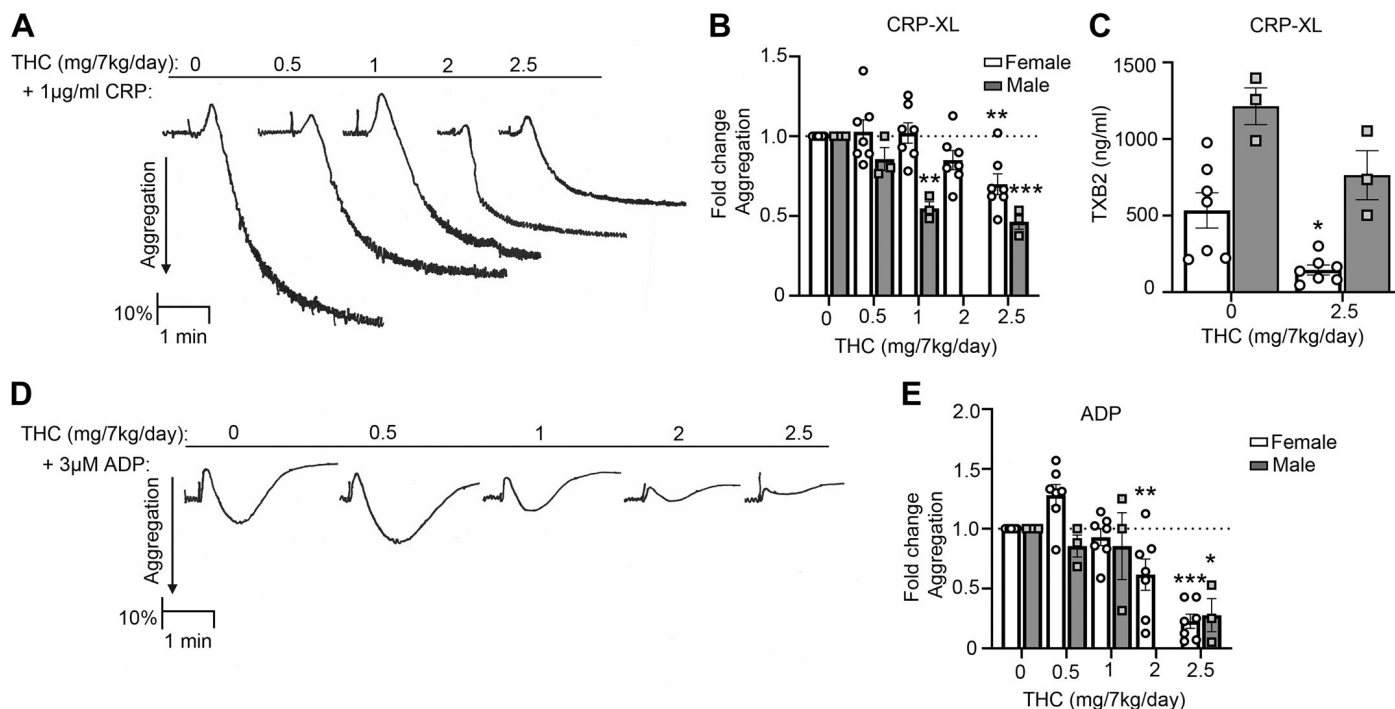 A
THC (mg/7kg/day): 0 0.5 1 2 2.5
+ 1µg/ml CRP:
Aggregation
10%
1 min
B
CRP-XL
Fold change
Aggregation
1.5
1.0
0.5
0
Female
Male
** *** **
0 0.5 1 2 2.5
THC (mg/7kg/day)
C
CRP-XL
TXB2 (ng/ml)
1500
1000
500
0
*
0 2.5
THC (mg/7kg/day)
D
THC (mg/7kg/day): 0 0.5 1 2 2.5
+ 3µM ADP:
Aggregation
10%
1 min
E
ADP
Fold change
Aggregation
2.0
1.5
1.0
0.5
0
Female
Male
** *** *
0 0.5 1 2 2.5
THC (mg/7kg/day)